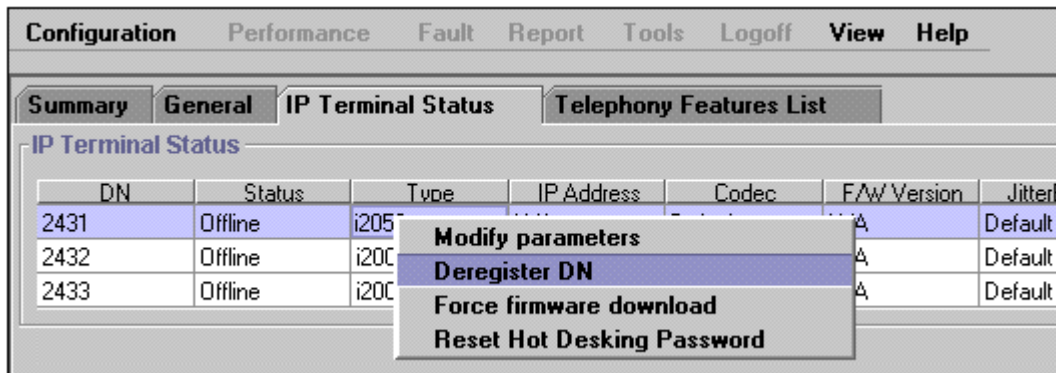 Configuration Performance Fault Report Tools Logoff View Help
Summary General IP Terminal Status Telephony Features List
IP Terminal Status
DN Status Type IP Address Codec F/W Version
2431 Offline Default
Modify parameters
2432 Offline
Deregister DN
2433 Offline Default
Force firmware download
Reset Hot Desking Password